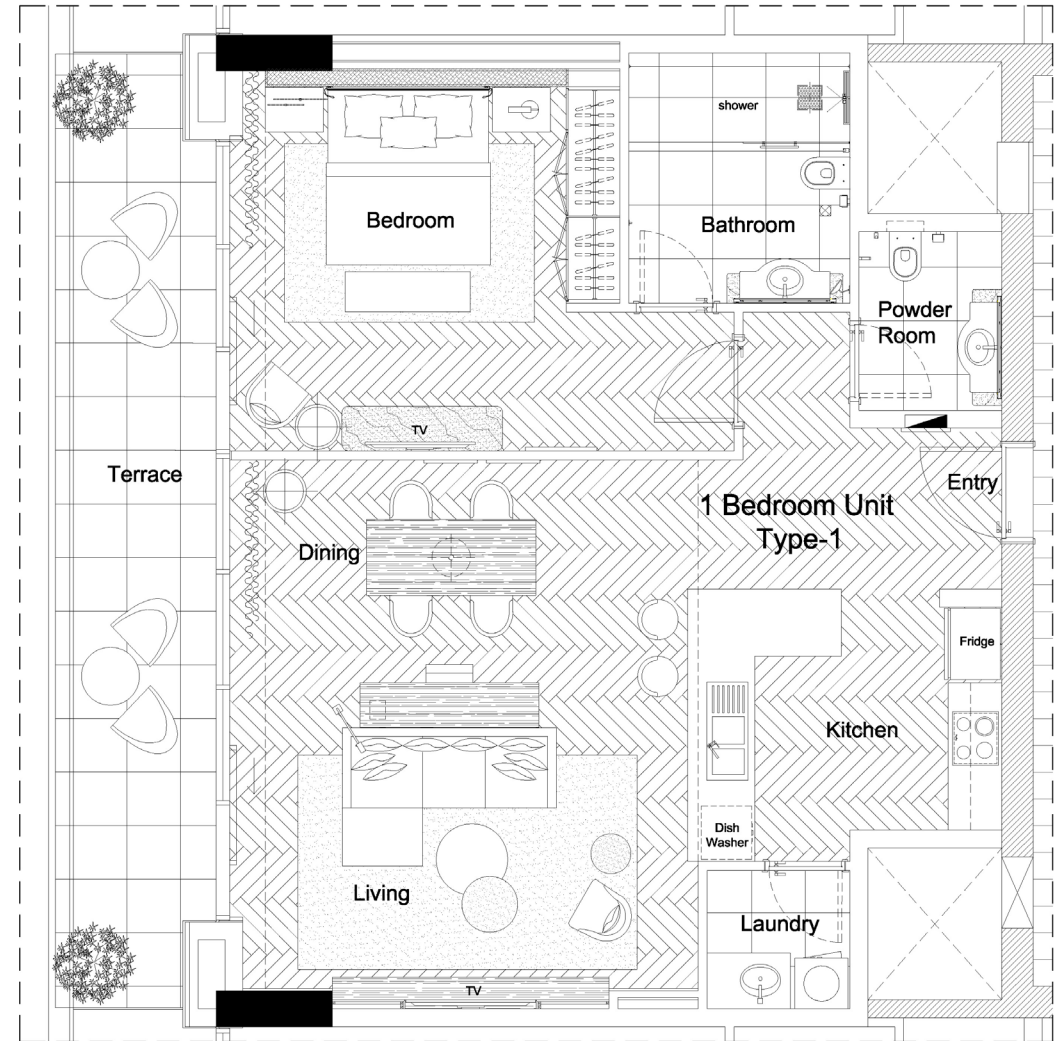 shower
Bedroom
Bathroom
Powder
Room
TV
Terrace
Entry
1 Bedroom Unit
Type-1
Dining
Fridge
Kitchen
Dish
Washer
Living
Laundry
TV